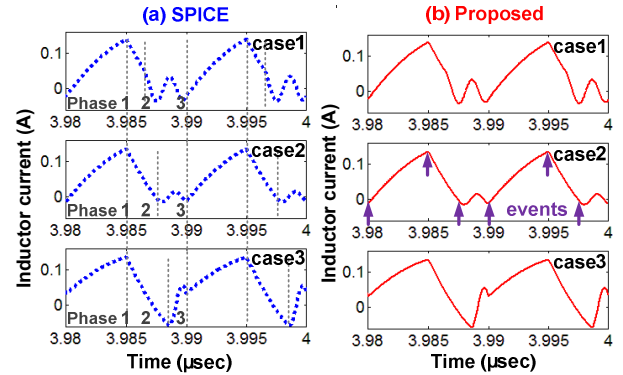 (a) SPICE
Inductor current (A)
case1
0.1
0
Phase 1 2 3
3.98 3.985 3.99 3.995 4
case2
0.1
0
Phase 1 2 3
3.98 3.985 3.99 3.995 4
case3
0.1
0
Phase 1 2 3
3.98 3.985 3.99 3.995 4
Time (µsec)
(b) Proposed
Inductor current (A)
case1
0.1
0
3.98 3.985 3.99 3.995 4
case2
0.1
0
events
3.98 3.985 3.99 3.995 4
case3
0.1
0
3.98 3.985 3.99 3.995 4
Time (µsec)